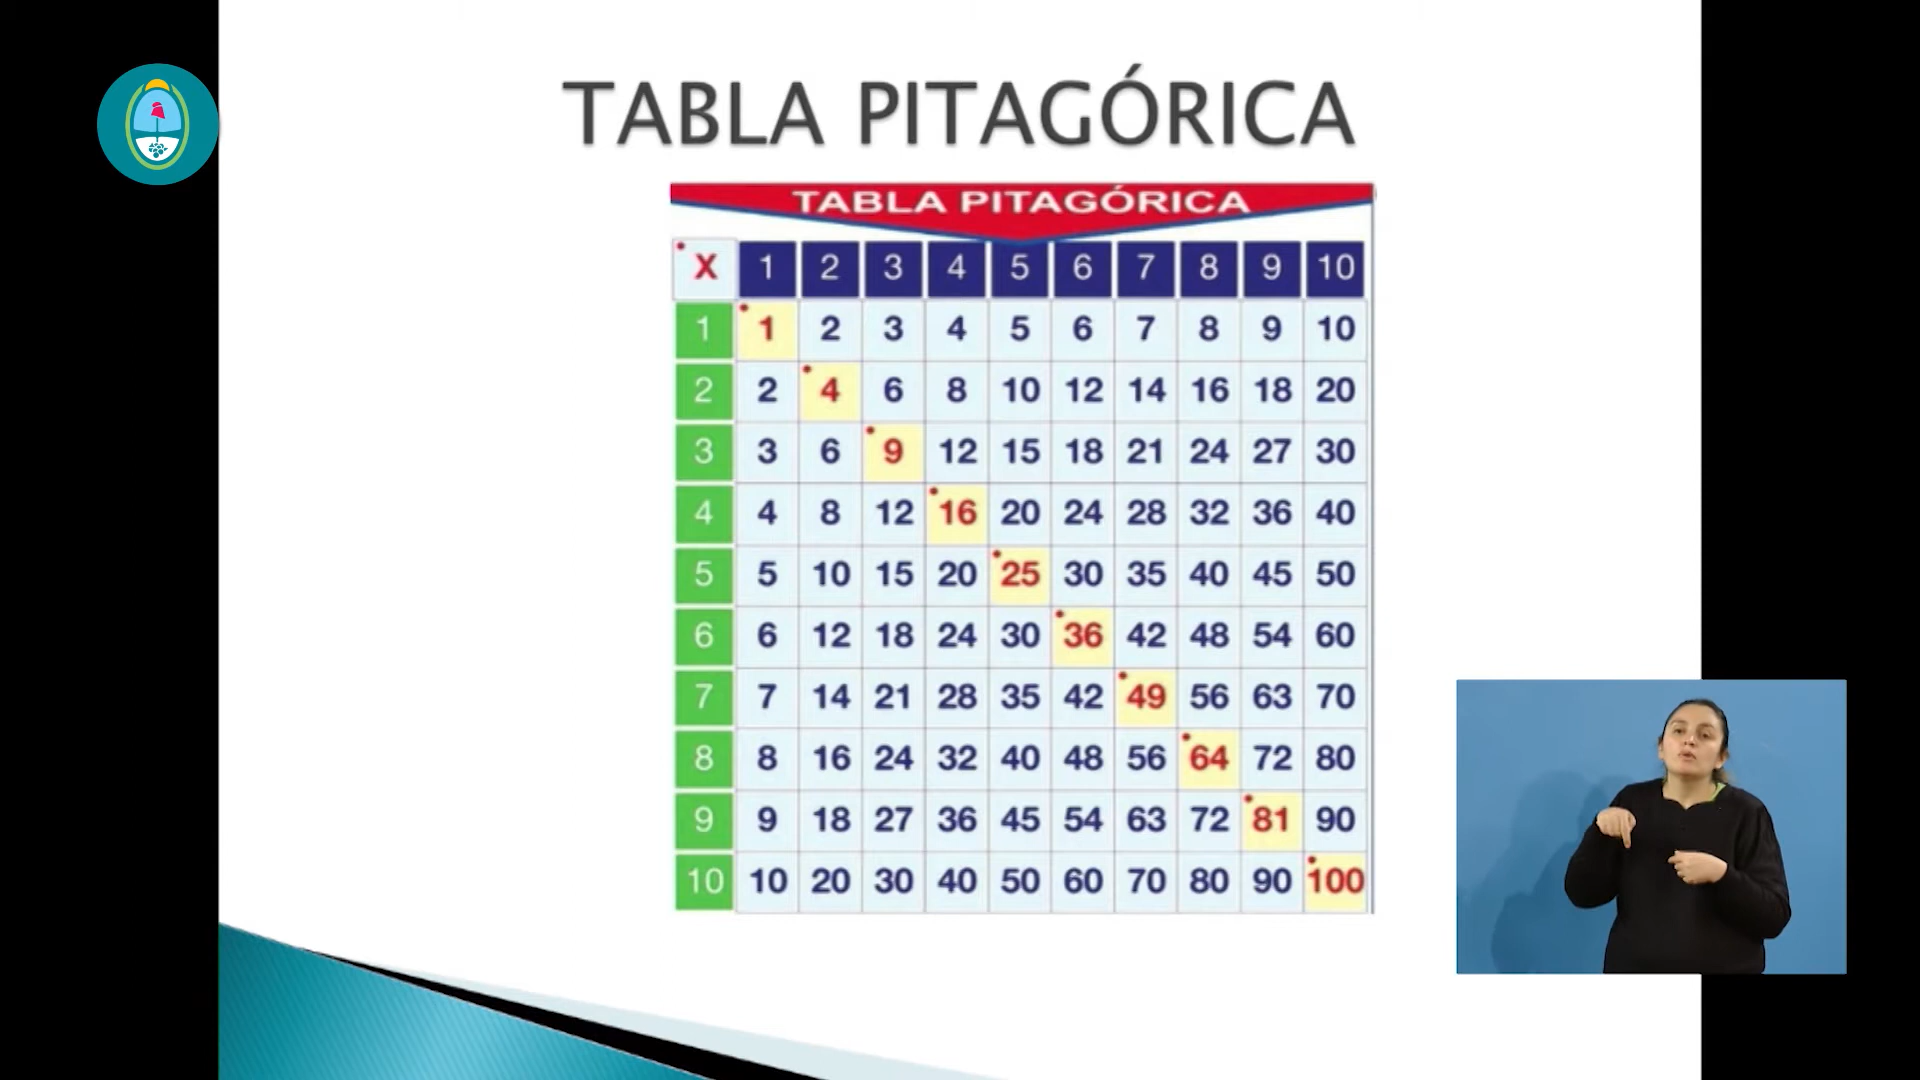 TABLA PITAGÓRICA
TABLA PITAGÓRICA
X 1 2 3 4 5 6 7 8 9 10
1 1 2 3 4 5 6 7 8 9 10
2 2 4 6 8 10 12 14 16 18 20
3 3 6 9 12 15 18 21 24 27 30
4 4 8 12 16 20 24 28 32 36 40
5 5 10 15 20 25 30 35 40 45 50
6 6 12 18 24 30 36 42 48 54 60
7 7 14 21 28 35 42 49 56 63 70
8 8 16 24 32 40 48 56 64 72 80
9 9 18 27 36 45 54 63 72 81 90
10 10 20 30 40 50 60 70 80 90 100